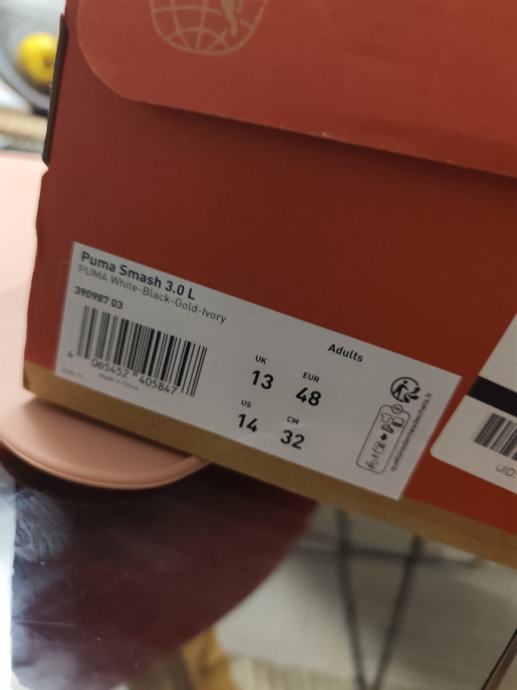 Puma Smash 3.0 L
PUMA White-Black-Gold-Ivory
390987 03
4 065452 405847
Made in China
Adults
UK
13
EUR
48
US
14
CM
32
UID